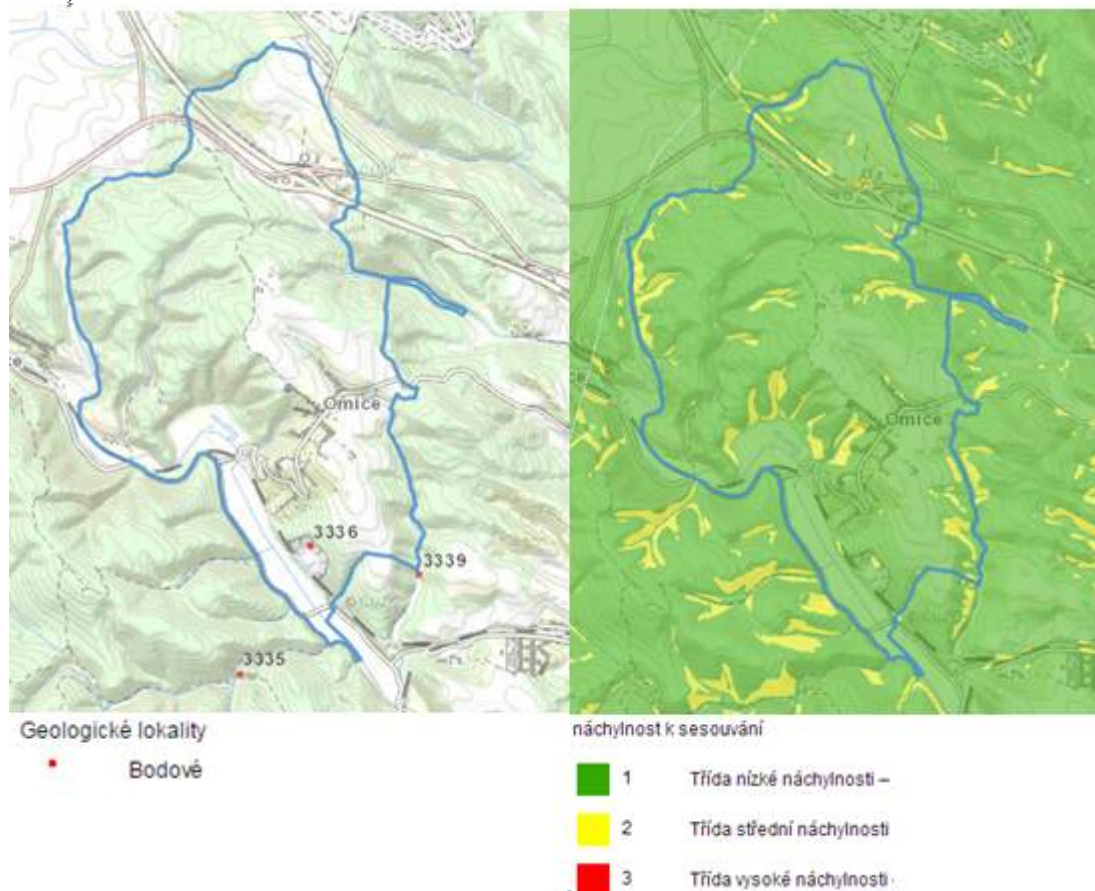 Omice
3336
3339
3335
Omice
Geologické lokality
Bodové
náchylnost k sesouvání
1 Třída nízké náchylnosti –
2 Třída střední náchylnosti
3 Třída vysoké náchylnosti